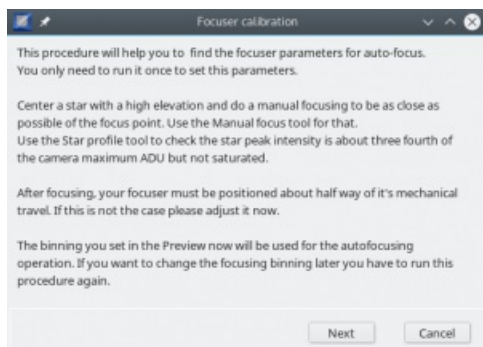 Focuser calibration
This procedure will help you to find the focuser parameters for auto-focus.
You only need to run it once to set this parameters.
Center a star with a high elevation and do a manual focusing to be as close as
possible of the focus point. Use the Manual focus tool for that.
Use the Star profile tool to check the star peak intensity is about three fourth of
the camera maximum ADU but not saturated.
After focusing, your focuser must be positioned about half way of it's mechanical
travel. If this is not the case please adjust it now.
The binning you set in the Preview now will be used for the autofocusing
operation. If you want to change the focusing binning later you have to run this
procedure again.
Next Cancel